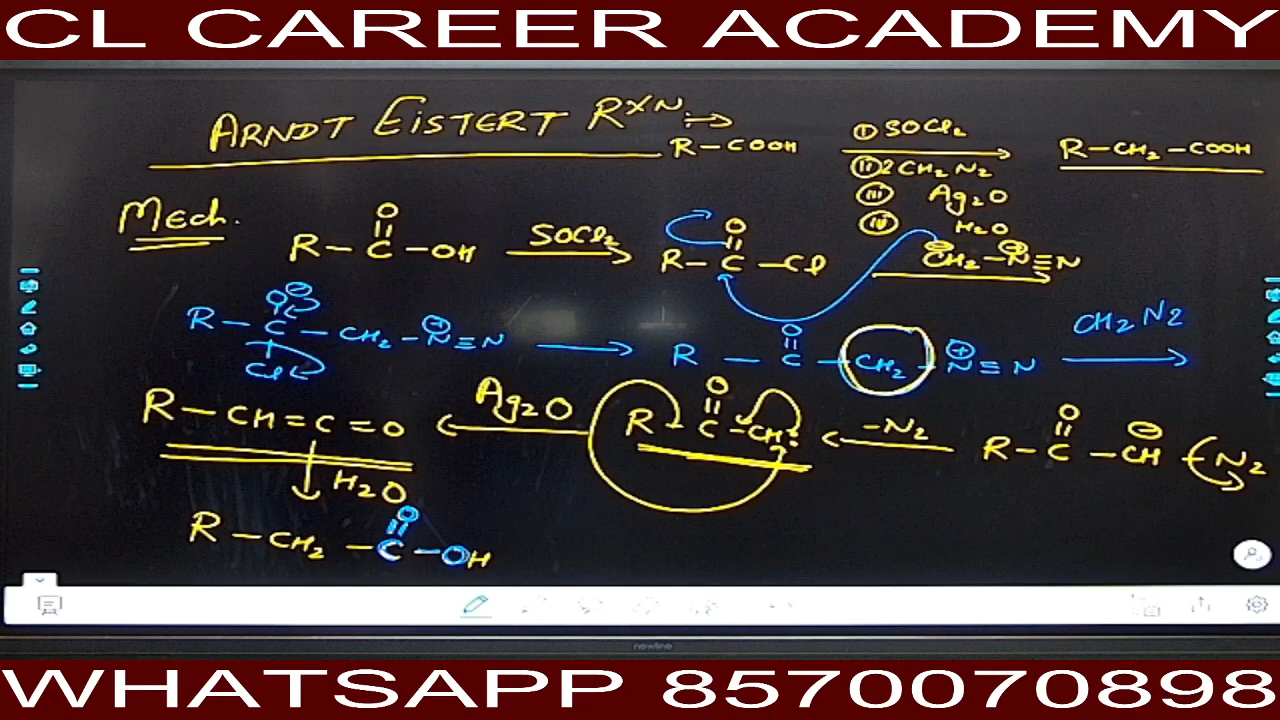 CL CAREER ACADEMY
ARNDT EISTERT RXN →
R-COOH
① SOCl₂
② 2CH₂N₂
③ Ag₂O
④ H₂O
R-CH₂-COOH
Mech.
O
R-C-OH SOCl₂ R-C-Cl CH₂-N≡N
O
R-C-CH₂-N≡N R-C-CH₂-N≡N CH₂N₂
Cl
O
R-CH=C=O Ag₂O R-C-CH: -N₂ R-C-CH N₂
H₂O
O
R-CH₂-C-OH
newline
WHATSAPP 8570070898